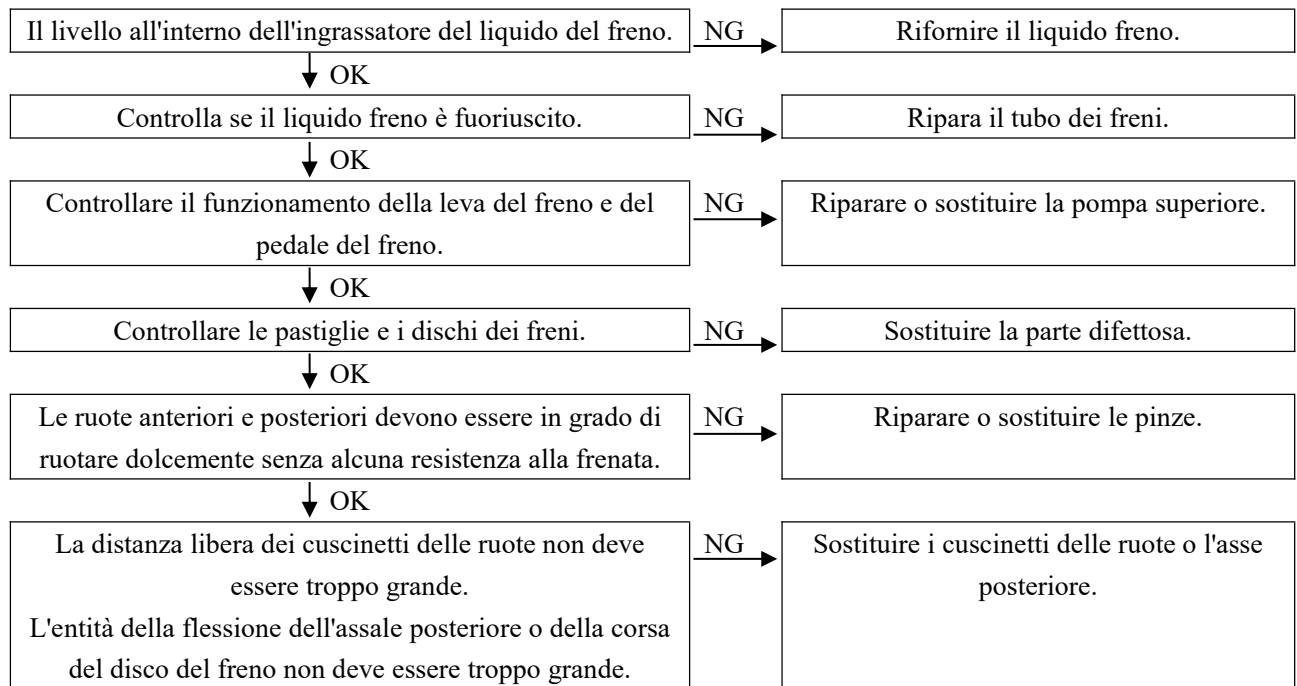 Il livello all'interno dell'ingrassatore del liquido del freno.
NG
Rifornire il liquido freno.
OK
Controlla se il liquido freno è fuoriuscito.
NG
Ripara il tubo dei freni.
OK
Controllare il funzionamento della leva del freno e del
pedale del freno.
NG
Riparare o sostituire la pompa superiore.
OK
Controllare le pastiglie e i dischi dei freni.
NG
Sostituire la parte difettosa.
OK
Le ruote anteriori e posteriori devono essere in grado di
ruotare dolcemente senza alcuna resistenza alla frenata.
NG
Riparare o sostituire le pinze.
OK
La distanza libera dei cuscinetti delle ruote non deve
essere troppo grande.
L'entità della flessione dell'assale posteriore o della corsa
del disco del freno non deve essere troppo grande.
NG
Sostituire i cuscinetti delle ruote o l'asse
posteriore.